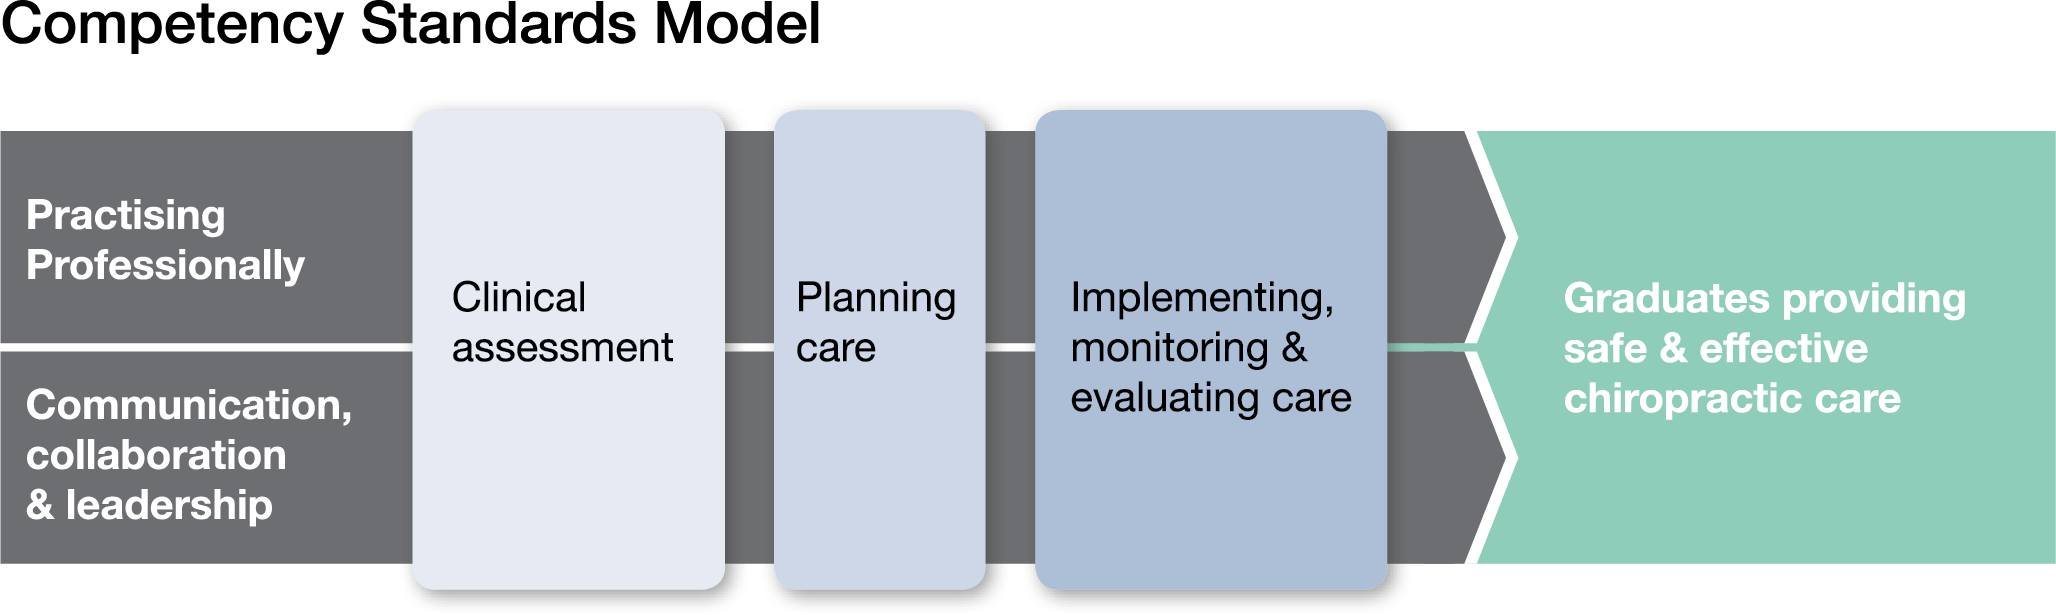 Competency Standards Model
Practising
Professionally
Communication,
collaboration
& leadership
Clinical
assessment
Planning
care
Implementing,
monitoring &
evaluating care
Graduates providing
safe & effective
chiropractic care